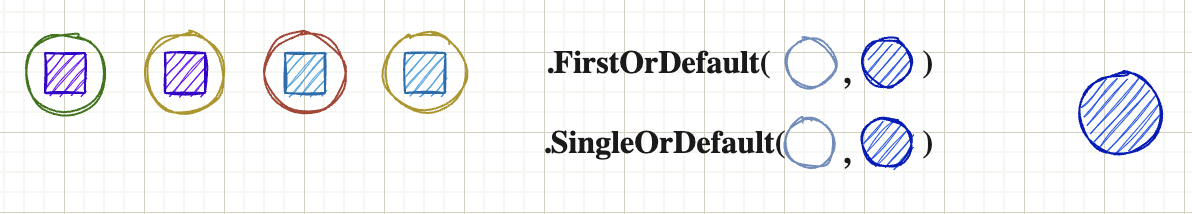 .FirstOrDefault( , )
.SingleOrDefault( , )